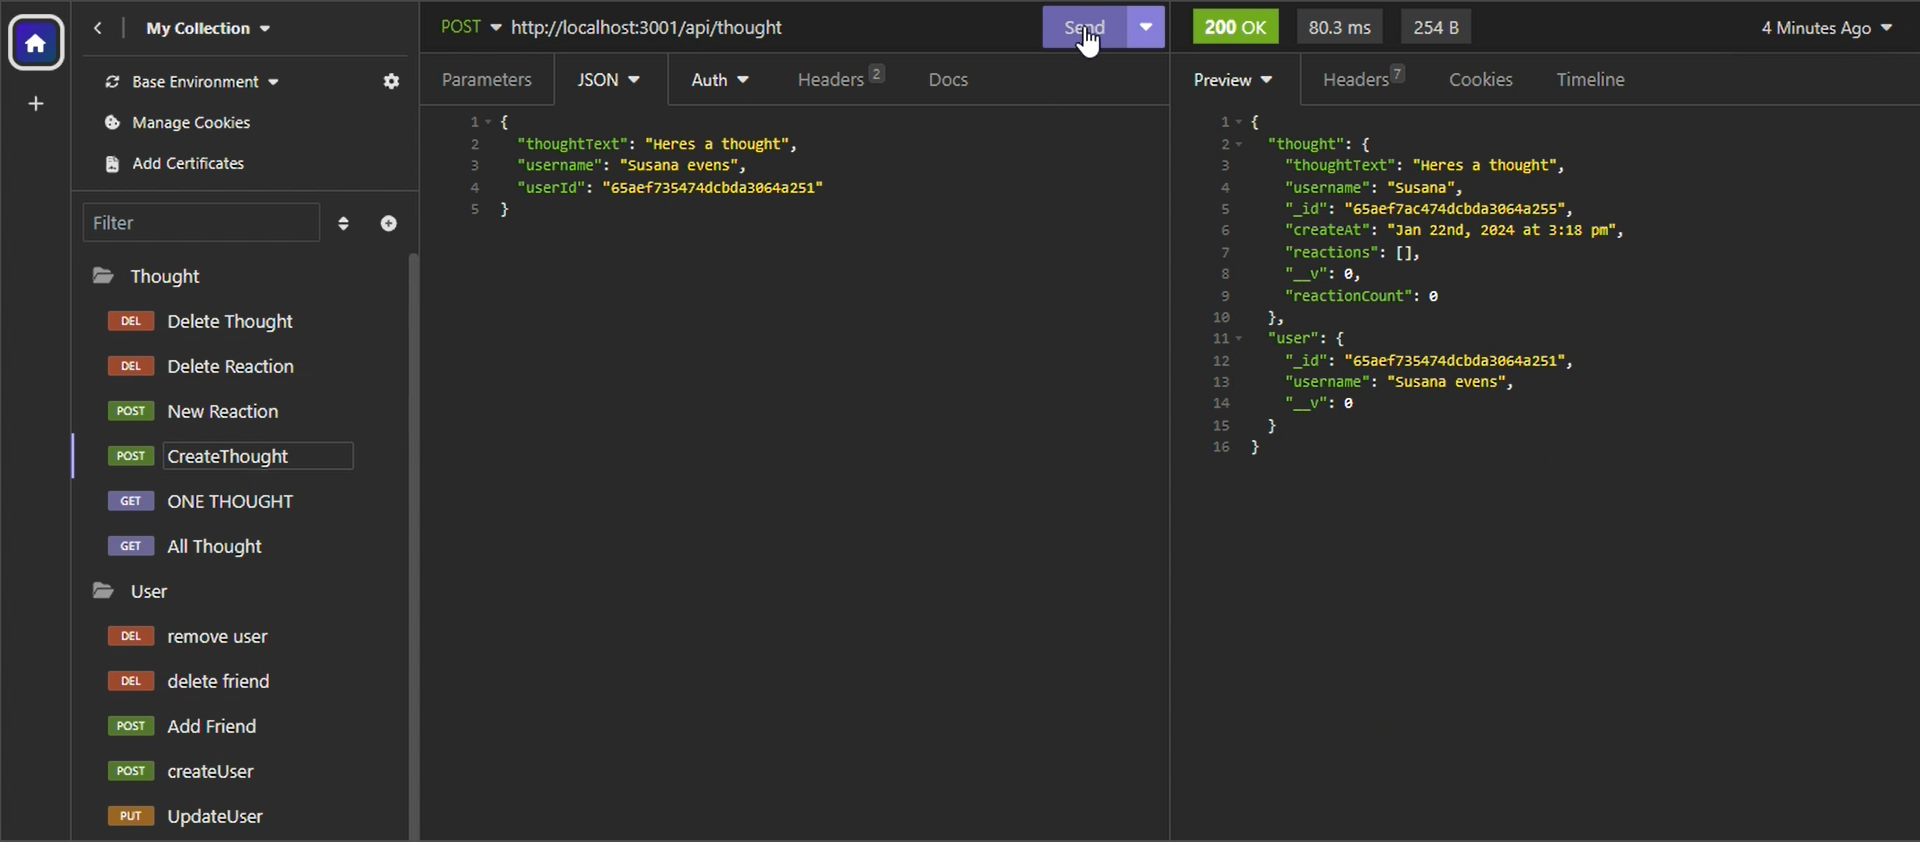 My Collection
Base Environment
Manage Cookies
Add Certificates
Filter
Thought
DEL Delete Thought
DEL Delete Reaction
POST New Reaction
POST CreateThought
GET ONE THOUGHT
GET All Thought
User
DEL remove user
DEL delete friend
POST Add Friend
POST createUser
PUT UpdateUser
POST http://localhost:3001/api/thought Send
Parameters JSON Auth Headers 2 Docs
1 {
2 "thoughtText": "Heres a thought",
3 "username": "Susana evens",
4 "userId": "65aef735474dcbda3064a251"
5 }
200 OK 80.3 ms 254 B 4 Minutes Ago
Preview Headers 7 Cookies Timeline
1 {
2 "thought": {
3 "thoughtText": "Heres a thought",
4 "username": "Susana",
5 "_id": "65aef7ac474dcbda3064a255",
6 "createAt": "Jan 22nd, 2024 at 3:18 pm",
7 "reactions": [],
8 "__v": 0,
9 "reactionCount": 0
10 },
11 "user": {
12 "_id": "65aef735474dcbda3064a251",
13 "username": "Susana evens",
14 "__v": 0
15 }
16 }